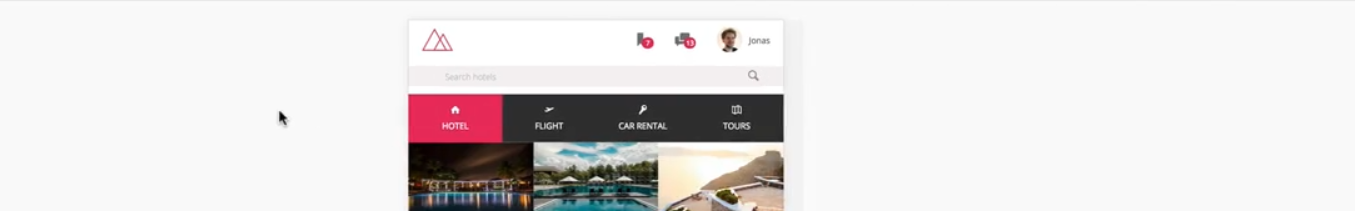 7
13
Jonas
Search hotels
HOTEL FLIGHT CAR RENTAL TOURS